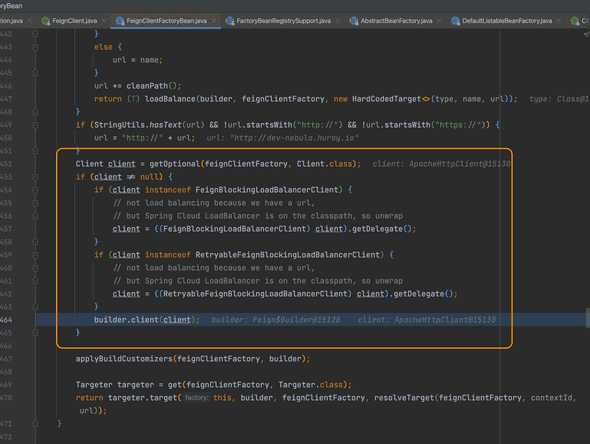 oryBean
tion.java
FeignClient.java
FeignClientFactoryBean.java
FactoryBeanRegistrySupport.java
AbstractBeanFactory.java
DefaultListableBeanFactory.java
442 }
443 else {
444 url = name;
445 }
446 url += cleanPath();
447 return (T) loadBalance(builder, feignClientFactory, new HardCodedTarget<>(type, name, url)); type: Class@1
448 }
449 if (StringUtils.hasText(url) && !url.startsWith("http://") && !url.startsWith("https://")) {
450 url = "http://" + url; url: "http://dev-nebula.huray.io"
451 }
452 Client client = getOptional(feignClientFactory, Client.class); client: ApacheHttpClient@15130
453 if (client ≠ null) {
454 if (client instanceof FeignBlockingLoadBalancerClient) {
455 // not load balancing because we have a url,
456 // but Spring Cloud LoadBalancer is on the classpath, so unwrap
457 client = ((FeignBlockingLoadBalancerClient) client).getDelegate();
458 }
459 if (client instanceof RetryableFeignBlockingLoadBalancerClient) {
460 // not load balancing because we have a url,
461 // but Spring Cloud LoadBalancer is on the classpath, so unwrap
462 client = ((RetryableFeignBlockingLoadBalancerClient) client).getDelegate();
463 }
464 builder.client(client); builder: Feign$Builder@15128 client: ApacheHttpClient@15130
465 }
466
467 applyBuildCustomizers(feignClientFactory, builder);
468
469 Targeter targeter = get(feignClientFactory, Targeter.class);
470 return targeter.target( factory: this, builder, feignClientFactory, resolveTarget(feignClientFactory, contextId,
url));
471 }
472